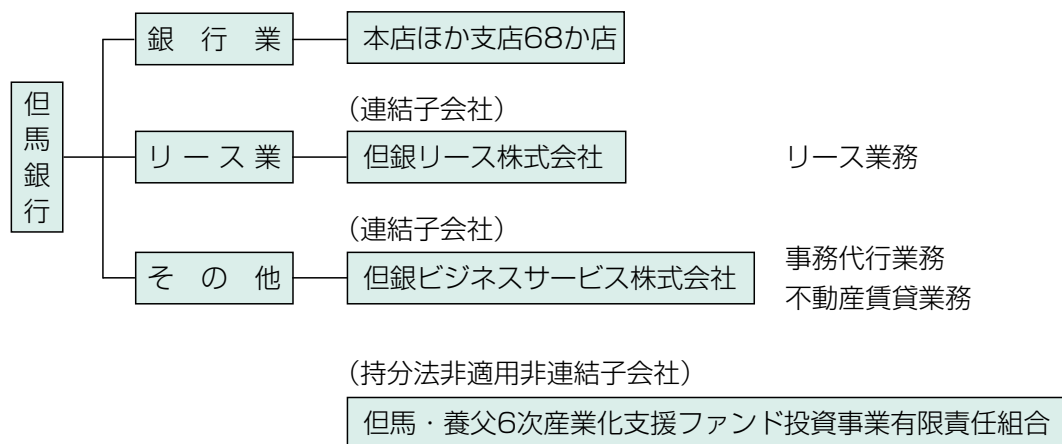 但馬銀行
銀行業
本店ほか支店68か店
(連結子会社)
リース業
但銀リース株式会社
リース業務
(連結子会社)
その他
但銀ビジネスサービス株式会社
事務代行業務
不動産賃貸業務
(持分法非適用非連結子会社)
但馬・養父6次産業化支援ファンド投資事業有限責任組合